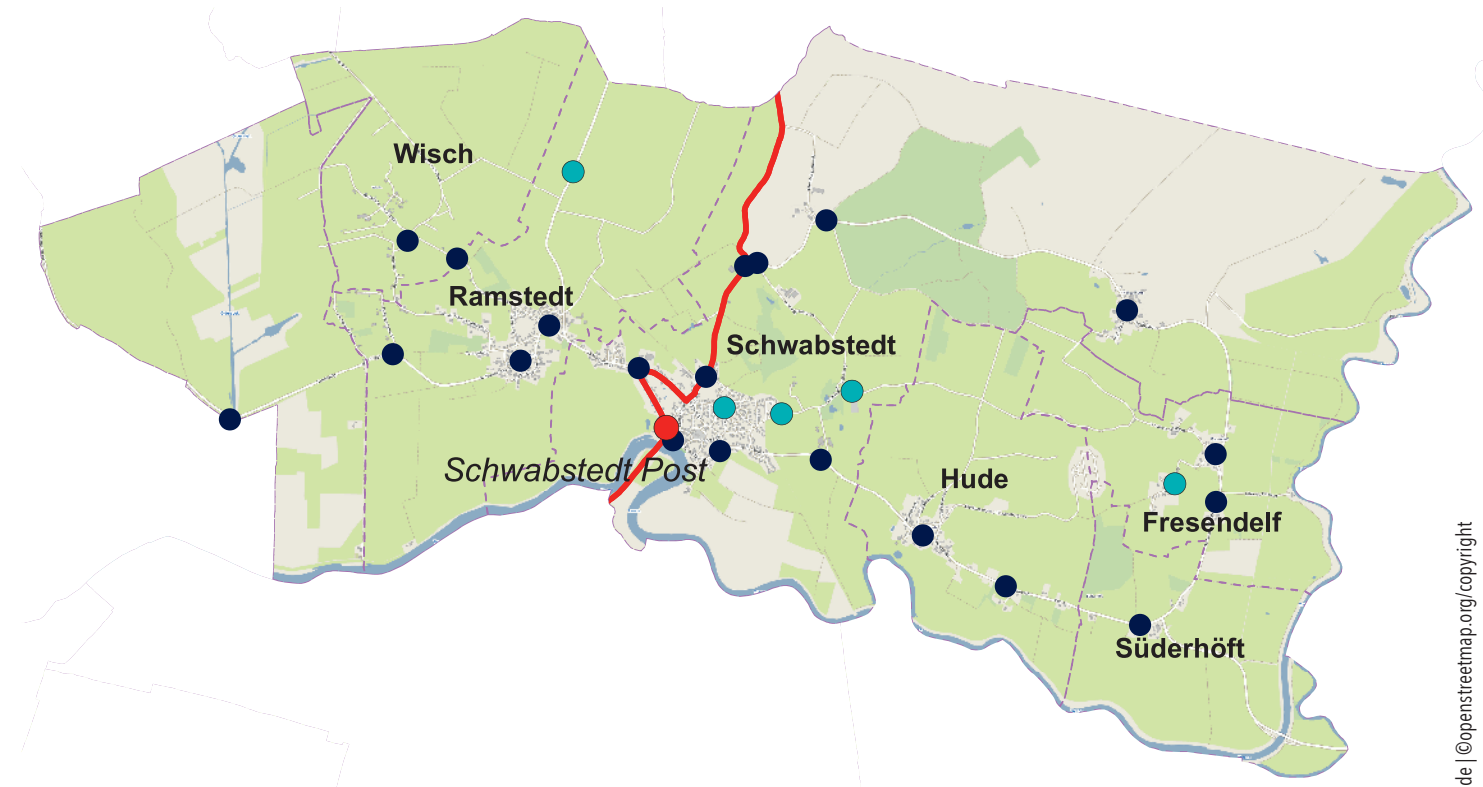 Wisch
Ramstedt
Schwabstedt
Schwabstedt Post
Hude
Fresendelf
Süderhöft
de | ©openstreetmap.org/copyright